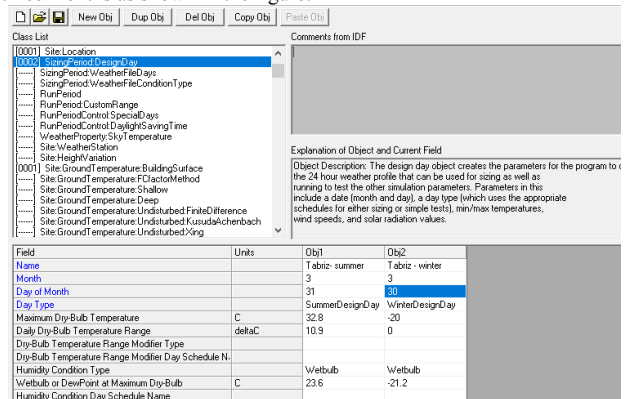 New Obj Dup Obj Del Obj Copy Obj Paste Obj
Class List
[0001] Site:Location
[0002] SizingPeriod:DesignDay
[------] SizingPeriod:WeatherFileDays
[------] SizingPeriod:WeatherFileConditionType
[------] RunPeriod
[------] RunPeriod:CustomRange
[------] RunPeriodControl:SpecialDays
[------] RunPeriodControl:DaylightSavingTime
[------] WeatherProperty:SkyTemperature
[------] Site:WeatherStation
[------] Site:HeightVariation
[0001] Site:GroundTemperature:BuildingSurface
[------] Site:GroundTemperature:FCfactorMethod
[------] Site:GroundTemperature:Shallow
[------] Site:GroundTemperature:Deep
[------] Site:GroundTemperature:Undisturbed:FiniteDifference
[------] Site:GroundTemperature:Undisturbed:KusudaAchenbach
[------] Site:GroundTemperature:Undisturbed:Xing
Comments from IDF
Explanation of Object and Current Field
Object Description: The design day object creates the parameters for the program to
the 24 hour weather profile that can be used for sizing as well as
running to test the other simulation parameters. Parameters in this
include a date (month and day), a day type (which uses the appropriate
schedules for either sizing or simple tests), min/max temperatures,
wind speeds, and solar radiation values.
Field Units Obj1 Obj2
Name Tabriz- summer Tabriz - winter
Month 3 3
Day of Month 31 30
Day Type SummerDesignDay WinterDesignDay
Maximum Dry-Bulb Temperature C 32.8 -20
Daily Dry-Bulb Temperature Range deltaC 10.9 0
Dry-Bulb Temperature Range Modifier Type
Dry-Bulb Temperature Range Modifier Day Schedule N
Humidity Condition Type Wetbulb Wetbulb
Wetbulb or DewPoint at Maximum Dry-Bulb C 23.6 -21.2
Humidity Condition Day Schedule Name